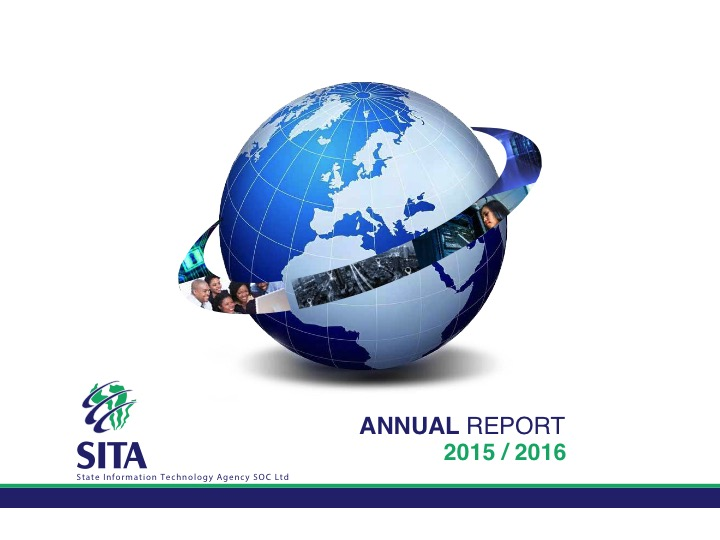 ANNUAL REPORT
2015 / 2016
SITA
State Information Technology Agency SOC Ltd